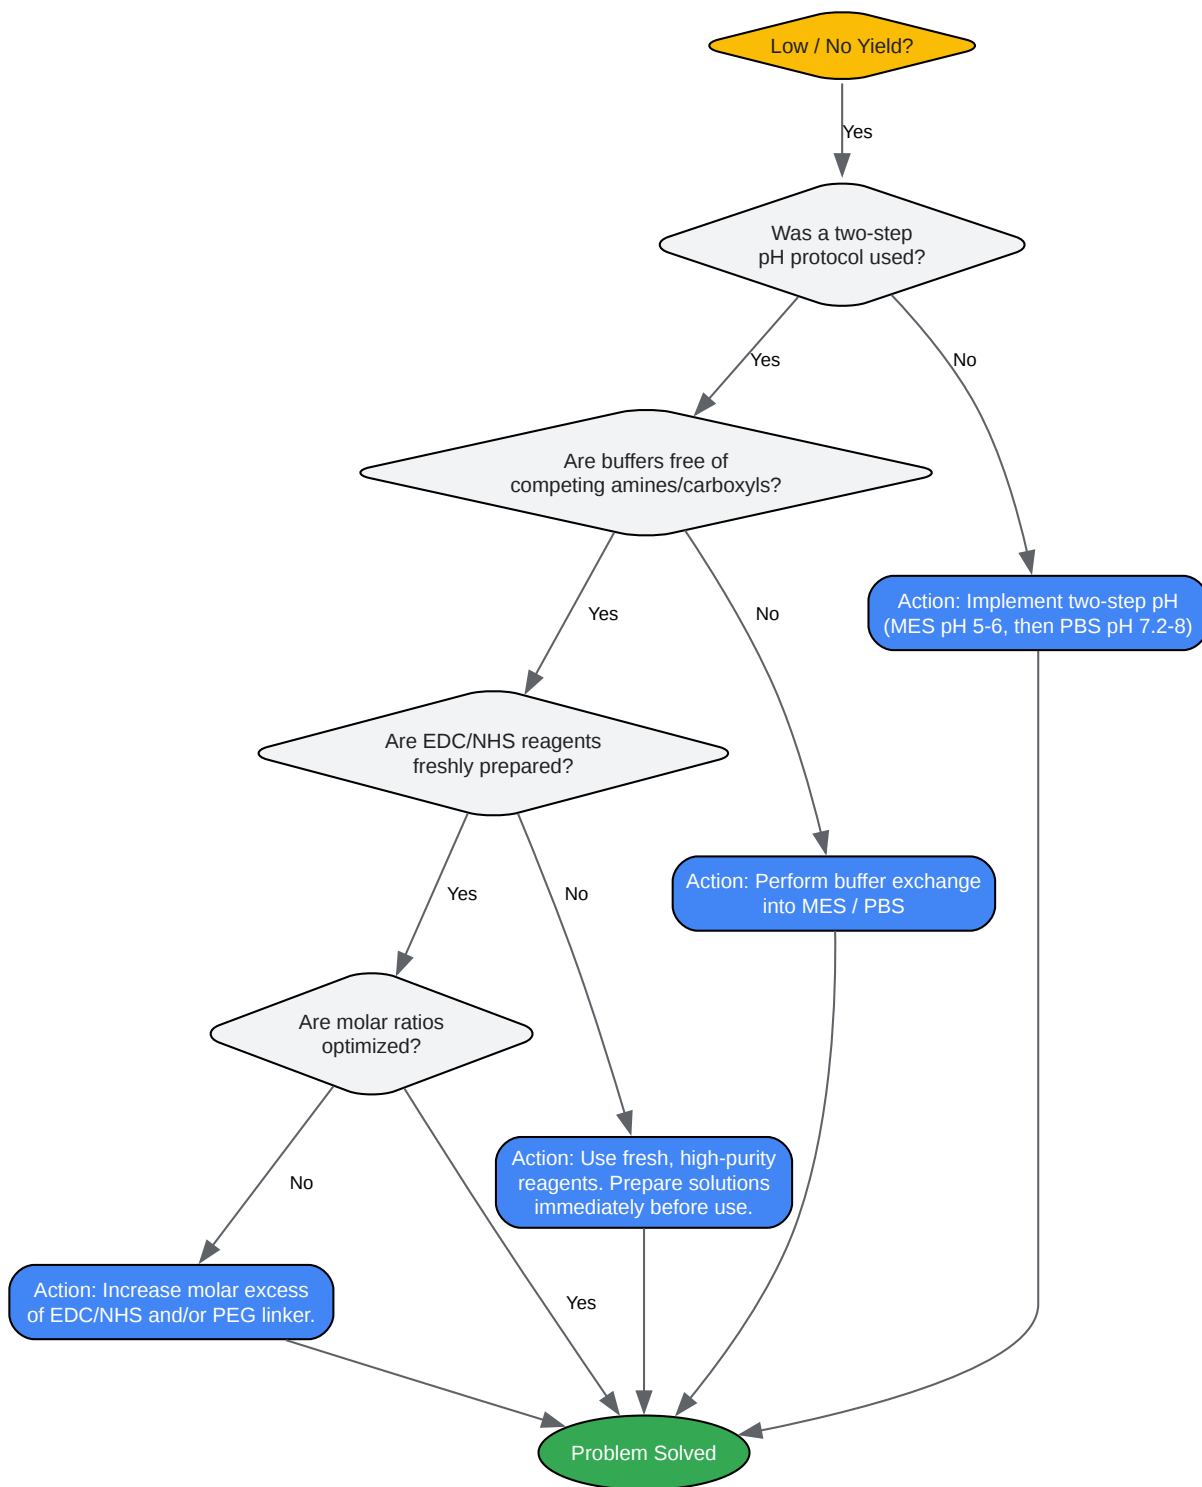 Low / No Yield?
Yes
Was a two-step
pH protocol used?
Yes
No
Are buffers free of
competing amines/carboxyls?
Action: Implement two-step pH
(MES pH 5-6, then PBS pH 7.2-8)
Yes
No
Are EDC/NHS reagents
freshly prepared?
Action: Perform buffer exchange
into MES / PBS
Yes
No
Are molar ratios
optimized?
Action: Use fresh, high-purity
reagents. Prepare solutions
immediately before use.
No
Yes
Action: Increase molar excess
of EDC/NHS and/or PEG linker.
Problem Solved